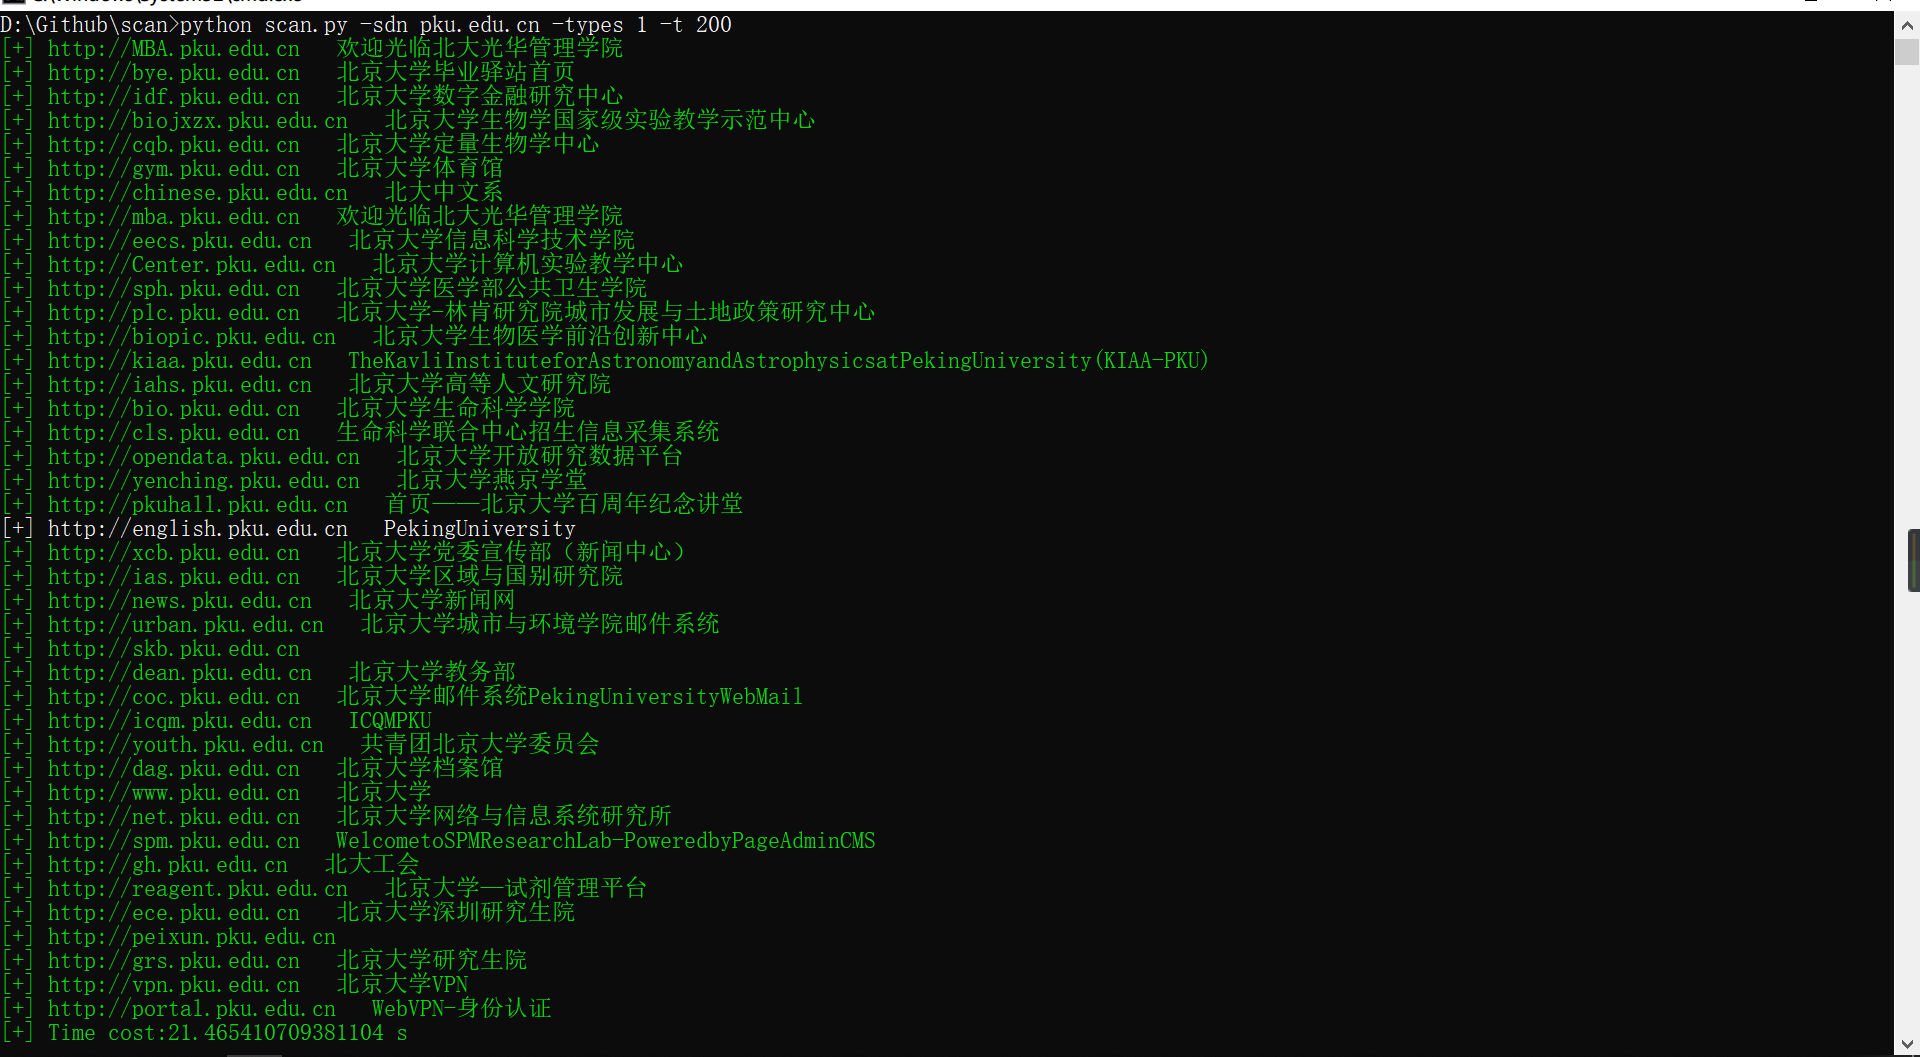 D:\Github\scan>python scan.py -sdn pku.edu.cn -types 1 -t 200
[+] http://MBA.pku.edu.cn 欢迎光临北大光华管理学院
[+] http://bye.pku.edu.cn 北京大学毕业驿站首页
[+] http://idf.pku.edu.cn 北京大学数字金融研究中心
[+] http://biojxzx.pku.edu.cn 北京大学生物学国家级实验教学示范中心
[+] http://cqb.pku.edu.cn 北京大学定量生物学中心
[+] http://gym.pku.edu.cn 北京大学体育馆
[+] http://chinese.pku.edu.cn 北大中文系
[+] http://mba.pku.edu.cn 欢迎光临北大光华管理学院
[+] http://eecs.pku.edu.cn 北京大学信息科学技术学院
[+] http://Center.pku.edu.cn 北京大学计算机实验教学中心
[+] http://sph.pku.edu.cn 北京大学医学部公共卫生学院
[+] http://plc.pku.edu.cn 北京大学-林肯研究院城市发展与土地政策研究中心
[+] http://biopic.pku.edu.cn 北京大学生物医学前沿创新中心
[+] http://kiaa.pku.edu.cn TheKavliInstituteforAstronomyandAstrophysicsatPekingUniversity(KIAA-PKU)
[+] http://iahs.pku.edu.cn 北京大学高等人文研究院
[+] http://bio.pku.edu.cn 北京大学生命科学学院
[+] http://cls.pku.edu.cn 生命科学联合中心招生信息采集系统
[+] http://opendata.pku.edu.cn 北京大学开放研究数据平台
[+] http://yenching.pku.edu.cn 北京大学燕京学堂
[+] http://pkuhall.pku.edu.cn 首页——北京大学百周年纪念讲堂
[+] http://english.pku.edu.cn PekingUniversity
[+] http://xcb.pku.edu.cn 北京大学党委宣传部（新闻中心）
[+] http://ias.pku.edu.cn 北京大学区域与国别研究院
[+] http://news.pku.edu.cn 北京大学新闻网
[+] http://urban.pku.edu.cn 北京大学城市与环境学院邮件系统
[+] http://skb.pku.edu.cn
[+] http://dean.pku.edu.cn 北京大学教务部
[+] http://coc.pku.edu.cn 北京大学邮件系统PekingUniversityWebMail
[+] http://icqm.pku.edu.cn ICQMPKU
[+] http://youth.pku.edu.cn 共青团北京大学委员会
[+] http://dag.pku.edu.cn 北京大学档案馆
[+] http://www.pku.edu.cn 北京大学
[+] http://net.pku.edu.cn 北京大学网络与信息系统研究所
[+] http://spm.pku.edu.cn WelcometoSPMResearchLab-PoweredbyPageAdminCMS
[+] http://gh.pku.edu.cn 北大工会
[+] http://reagent.pku.edu.cn 北京大学—试剂管理平台
[+] http://ece.pku.edu.cn 北京大学深圳研究生院
[+] http://peixun.pku.edu.cn
[+] http://grs.pku.edu.cn 北京大学研究生院
[+] http://vpn.pku.edu.cn 北京大学VPN
[+] http://portal.pku.edu.cn WebVPN-身份认证
[+] Time cost:21.465410709381104 s